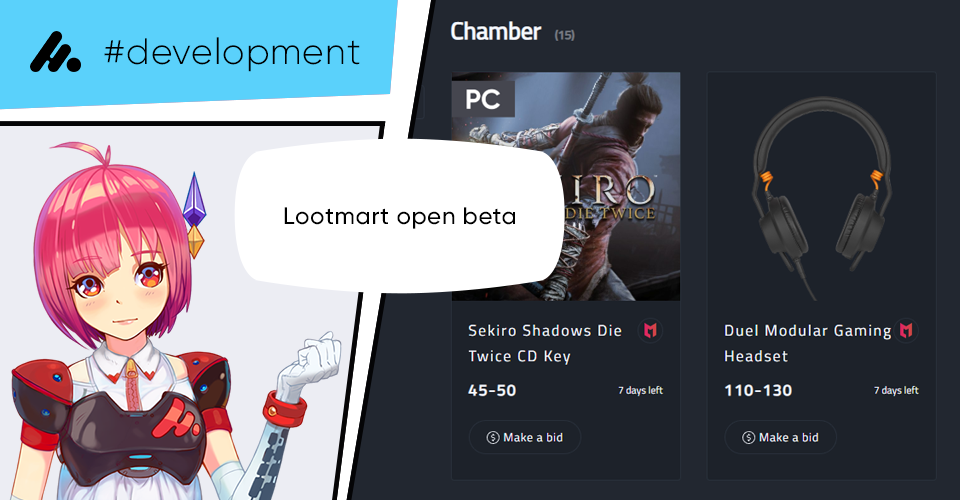 #development
Lootmart open beta
Chamber (15)
PC
IRO
DIE TWICE
Sekiro Shadows Die
Twice CD Key
45-50
7 days left
Make a bid
Duel Modular Gaming
Headset
110-130
7 days left
Make a bid